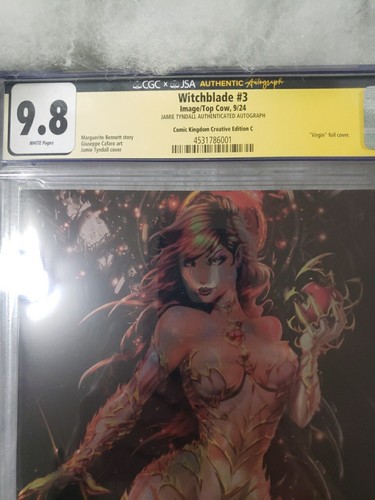 CGC X JSA AUTHENTIC Autograph
9.8
WHITE Pages
Witchblade #3
Image/Top Cow, 9/24
JAMIE TYNDALL AUTHENTICATED AUTOGRAPH
Comic Kingdom Creative Edition C
Marguerite Bennett story
Giuseppe Cafaro art
Jamie Tyndall cover
"Virgin" foil cover.
4531786001